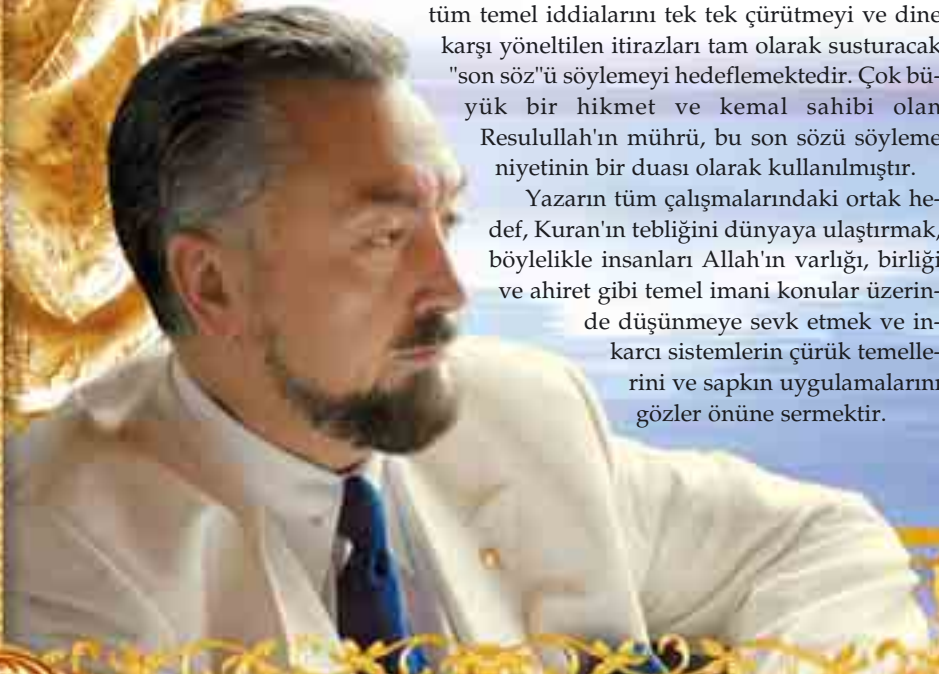 tüm temel iddialarını tek tek çürütmeyi ve dine
karşı yöneltilen itirazları tam olarak susturacak
"son söz"ü söylemeyi hedeflemektedir. Çok bü-
yük bir hikmet ve kemal sahibi olan
Resulullah'ın mührü, bu son sözü söyleme
niyetinin bir duası olarak kullanılmıştır.
Yazarın tüm çalışmalarındaki ortak he-
def, Kuran'ın tebliğini dünyaya ulaştırmak,
böylelikle insanları Allah'ın varlığı, birliği
ve ahiret gibi temel imani konular üzerin-
de düşünmeye sevk etmek ve in-
karcı sistemlerin çürük temelle-
rini ve sapkın uygulamalarını
gözler önüne sermektir.